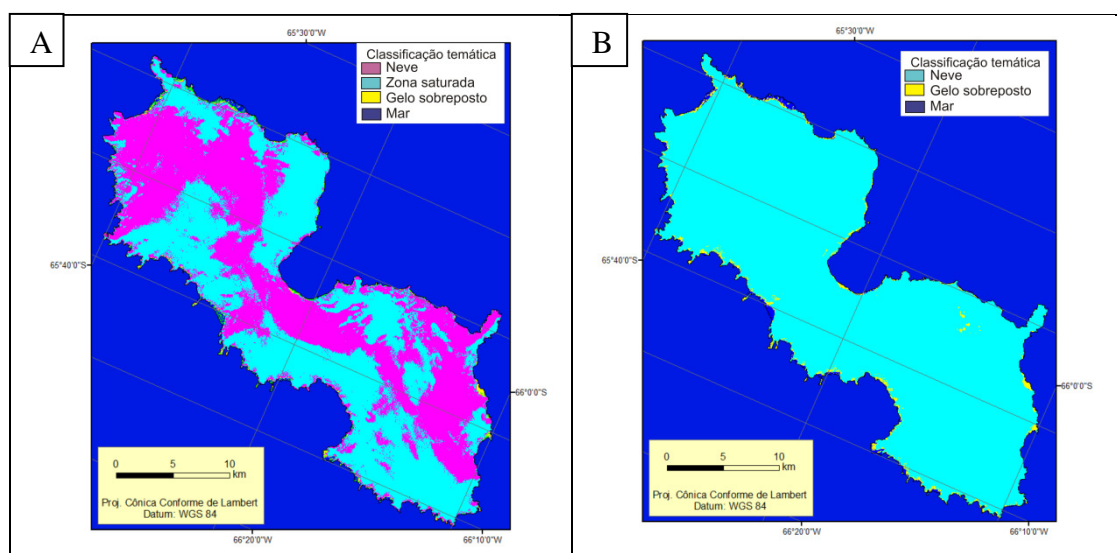 A
65°30'0"W
Classificação temática
Neve
Zona saturada
Gelo sobreposto
Mar
65°40'0"S
66°0'0"S
0 5 10
km
Proj. Cônica Conforme de Lambert
Datum: WGS 84
66°20'0"W
66°10'0"W
B
65°30'0"W
Classificação temática
Neve
Gelo sobreposto
Mar
65°40'0"S
66°0'0"S
0 5 10
km
Proj. Cônica Conforme de Lambert
Datum: WGS 84
66°20'0"W
66°10'0"W